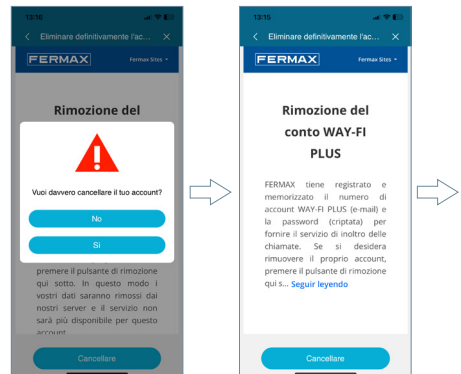 13:16
Eliminare definitivamente l'ac...
FERMAX
Fermax Sites
Rimozione del
Vuoi davvero cancellare il tuo account?
No
Sì
premere il pulsante di rimozione
qui sotto. In questo modo i
vostri dati saranno rimossi dai
nostri server e il servizio non
sarà più disponibile per questo
account
Cancellare
13:15
Eliminare definitivamente l'ac...
FERMAX
Fermax Sites
Rimozione del
conto WAY-FI
PLUS
FERMAX tiene registrato e
memorizzato il numero di
account WAY-FI PLUS (e-mail) e
la password (criptata) per
fornire il servizio di inoltro delle
chiamate. Se si desidera
rimuovere il proprio account,
premere il pulsante di rimozione
qui s... Seguir leyendo
Cancellare